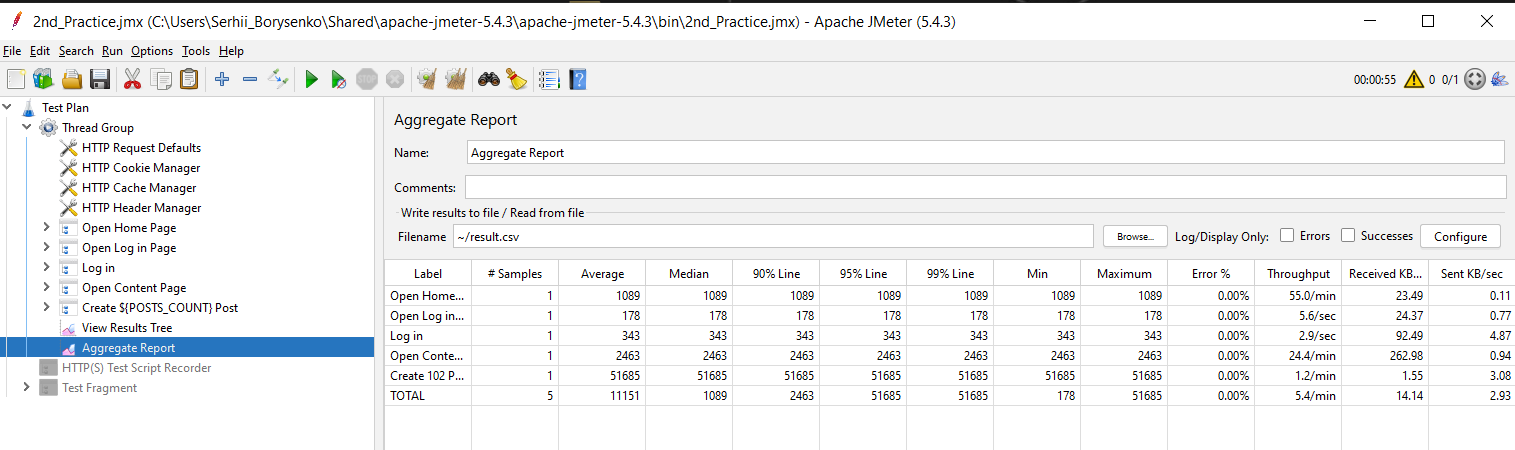 2nd_Practice.jmx (C:\Users\Serhii_Borysenko\Shared\apache-jmeter-5.4.3\apache-jmeter-5.4.3\bin\2nd_Practice.jmx) - Apache JMeter (5.4.3)
File Edit Search Run Options Tools Help
STOP 00:00:55 0 0/1
Test Plan
Thread Group
HTTP Request Defaults
HTTP Cookie Manager
HTTP Cache Manager
HTTP Header Manager
Open Home Page
Open Log in Page
Log in
Open Content Page
Create ${POSTS_COUNT} Post
View Results Tree
Aggregate Report
HTTP(S) Test Script Recorder
Test Fragment
Aggregate Report
Name: Aggregate Report
Comments:
Write results to file / Read from file
Filename ~/result.csv Browse... Log/Display Only: Errors Successes Configure
Label # Samples Average Median 90% Line 95% Line 99% Line Min Maximum Error % Throughput Received KB... Sent KB/sec
Open Home... 1 1089 1089 1089 1089 1089 1089 1089 0.00% 55.0/min 23.49 0.11
Open Log in... 1 178 178 178 178 178 178 178 0.00% 5.6/sec 24.37 0.77
Log in 1 343 343 343 343 343 343 343 0.00% 2.9/sec 92.49 4.87
Open Conte... 1 2463 2463 2463 2463 2463 2463 2463 0.00% 24.4/min 262.98 0.94
Create 102 P... 1 51685 51685 51685 51685 51685 51685 51685 0.00% 1.2/min 1.55 3.08
TOTAL 5 11151 1089 2463 51685 51685 178 51685 0.00% 5.4/min 14.14 2.93